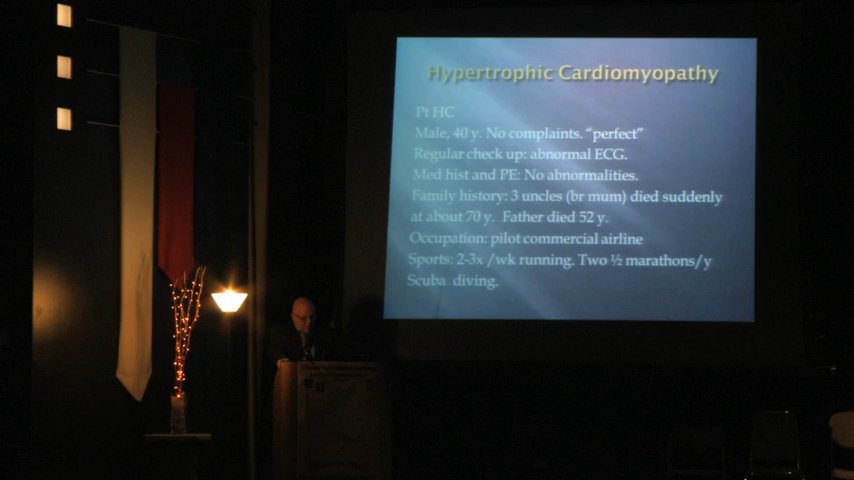 Hypertrophic Cardiomyopathy
Pt HC
Male, 40 y. No complaints. “perfect”
Regular check up: abnormal ECG.
Med hist and PE: No abnormalities.
Family history: 3 uncles (br mum) died suddenly
at about 70 y. Father died 52 y.
Occupation: pilot commercial airline
Sports: 2-3x /wk running. Two ½ marathons/y
Scuba diving.